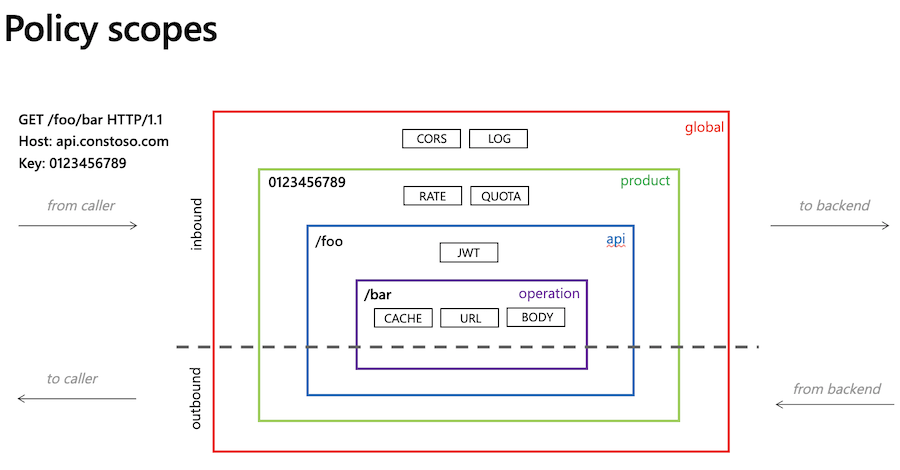 Policy scopes
GET /foo/bar HTTP/1.1
Host: api.constoso.com
Key: 0123456789
from caller
inbound
global
CORS
LOG
0123456789
product
RATE
QUOTA
/foo
api
JWT
/bar
operation
CACHE
URL
BODY
to backend
to caller
outbound
from backend